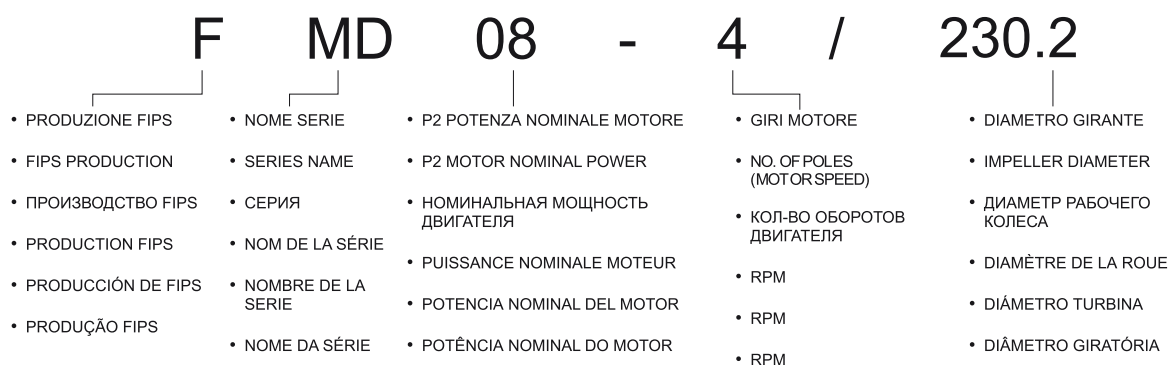 F MD 08 - 4 / 230.2
• PRODUZIONE FIPS
• FIPS PRODUCTION
• ПРОИЗВОДСТВО FIPS
• PRODUCTION FIPS
• PRODUCCIÓN DE FIPS
• PRODUÇÃO FIPS
• NOME SERIE
• SERIES NAME
• СЕРИЯ
• NOM DE LA SÉRIE
• NOMBRE DE LA
SERIE
• NOME DA SÉRIE
• P2 POTENZA NOMINALE MOTORE
• P2 MOTOR NOMINAL POWER
• НОМИНАЛЬНАЯ МОЩНОСТЬ
ДВИГАТЕЛЯ
• PUISSANCE NOMINALE MOTEUR
• POTENCIA NOMINAL DEL MOTOR
• POTÊNCIA NOMINAL DO MOTOR
• GIRI MOTORE
• NO. OF POLES
(MOTOR SPEED)
• КОЛ-ВО ОБОРОТОВ
ДВИГАТЕЛЯ
• RPM
• RPM
• RPM
• DIAMETRO GIRANTE
• IMPELLER DIAMETER
• ДИАМЕТР РАБОЧЕГО
КОЛЕСА
• DIAMÈTRE DE LA ROUE
• DIÁMETRO TURBINA
• DIÂMETRO GIRATÓRIA